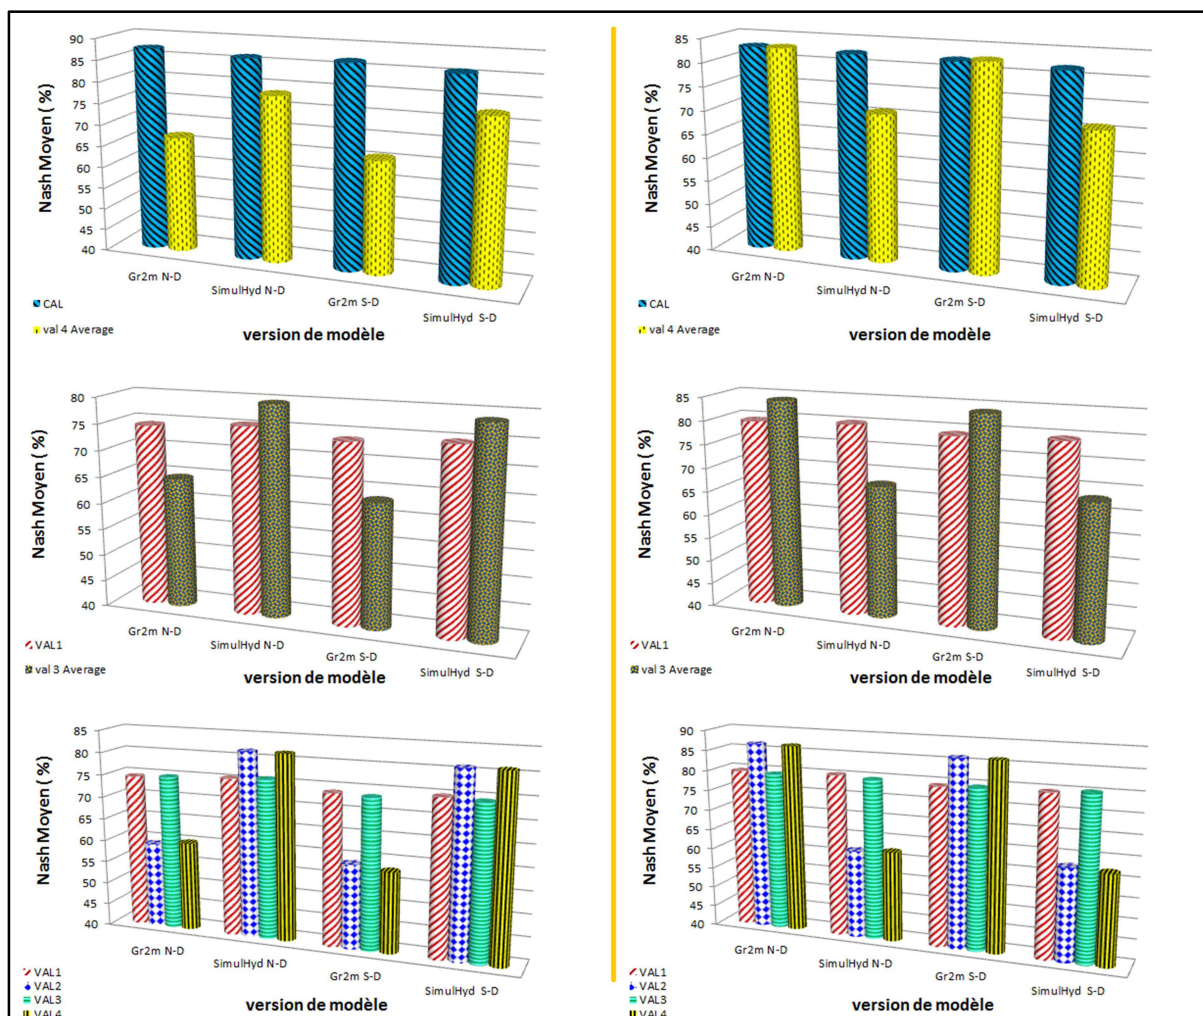 Nash Moyen ( %)
90
85
80
75
70
65
60
55
50
45
40
Gr2m N-D
SimulHyd N-D
Gr2m S-D
SimulHyd S-D
CAL
val 4 Average
version de modèle
Nash Moyen ( %)
85
80
75
70
65
60
55
50
45
40
Gr2m N-D
SimulHyd N-D
Gr2m S-D
SimulHyd S-D
CAL
val 4 Average
version de modèle
Nash Moyen ( %)
80
75
70
65
60
55
50
45
40
Gr2m N-D
SimulHyd N-D
Gr2m S-D
SimulHyd S-D
VAL1
val 3 Average
version de modèle
Nash Moyen ( %)
85
80
75
70
65
60
55
50
45
40
Gr2m N-D
SimulHyd N-D
Gr2m S-D
SimulHyd S-D
VAL1
val 3 Average
version de modèle
Nash Moyen ( %)
85
80
75
70
65
60
55
50
45
40
Gr2m N-D
SimulHyd N-D
Gr2m S-D
SimulHyd S-D
VAL1
VAL2
VAL3
VAL4
version de modèle
Nash Moyen ( %)
90
85
80
75
70
65
60
55
50
45
40
Gr2m N-D
SimulHyd N-D
Gr2m S-D
SimulHyd S-D
VAL1
VAL2
VAL3
VAL4
version de modèle